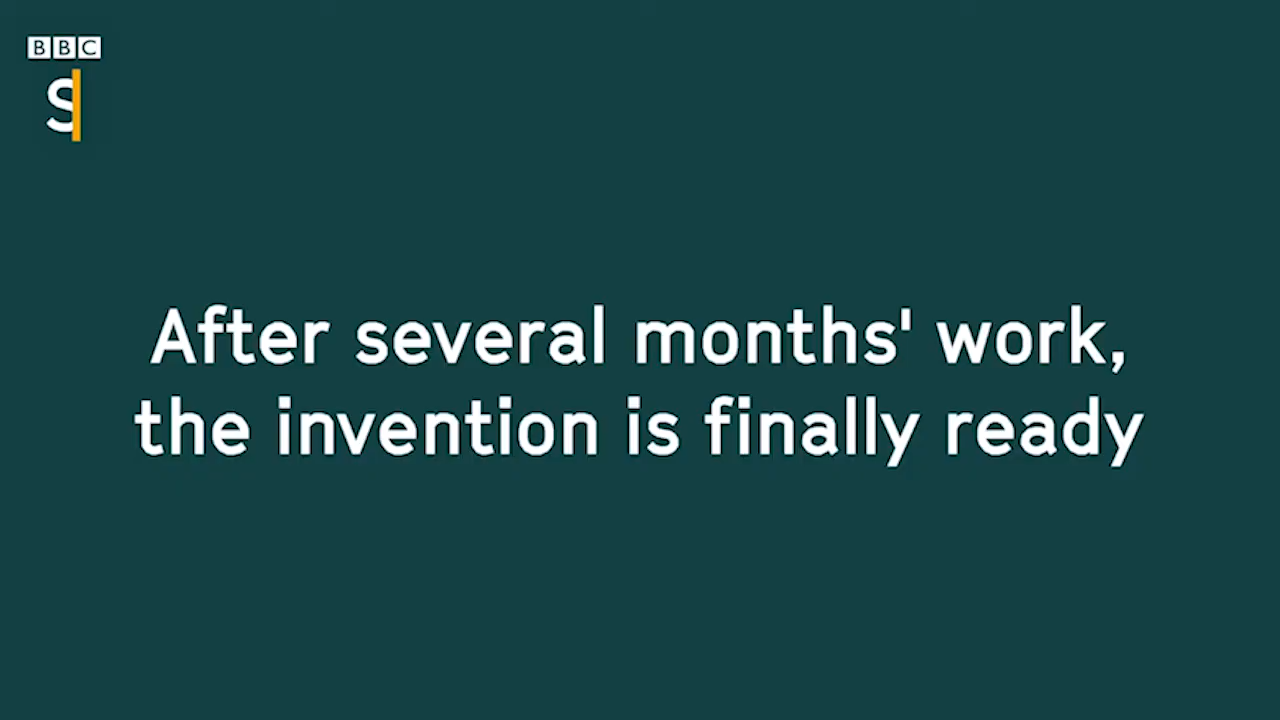 BBC
S
After several months' work,
the invention is finally ready